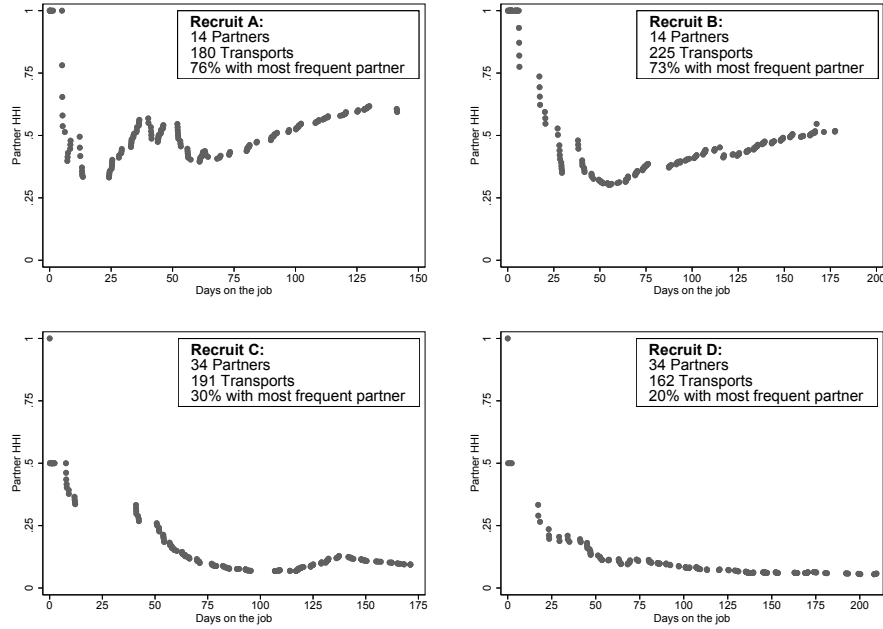 Recruit A:
14 Partners
180 Transports
76% with most frequent partner
Partner HHI
0 .25 .5 .75 1
0 25 50 75 100 125 150
Days on the job
Recruit B:
14 Partners
225 Transports
73% with most frequent partner
Partner HHI
0 .25 .5 .75 1
0 25 50 75 100 125 150 175 200
Days on the job
Recruit C:
34 Partners
191 Transports
30% with most frequent partner
Partner HHI
0 .25 .5 .75 1
0 25 50 75 100 125 150 175
Days on the job
Recruit D:
34 Partners
162 Transports
20% with most frequent partner
Partner HHI
0 .25 .5 .75 1
0 25 50 75 100 125 150 175 200
Days on the job